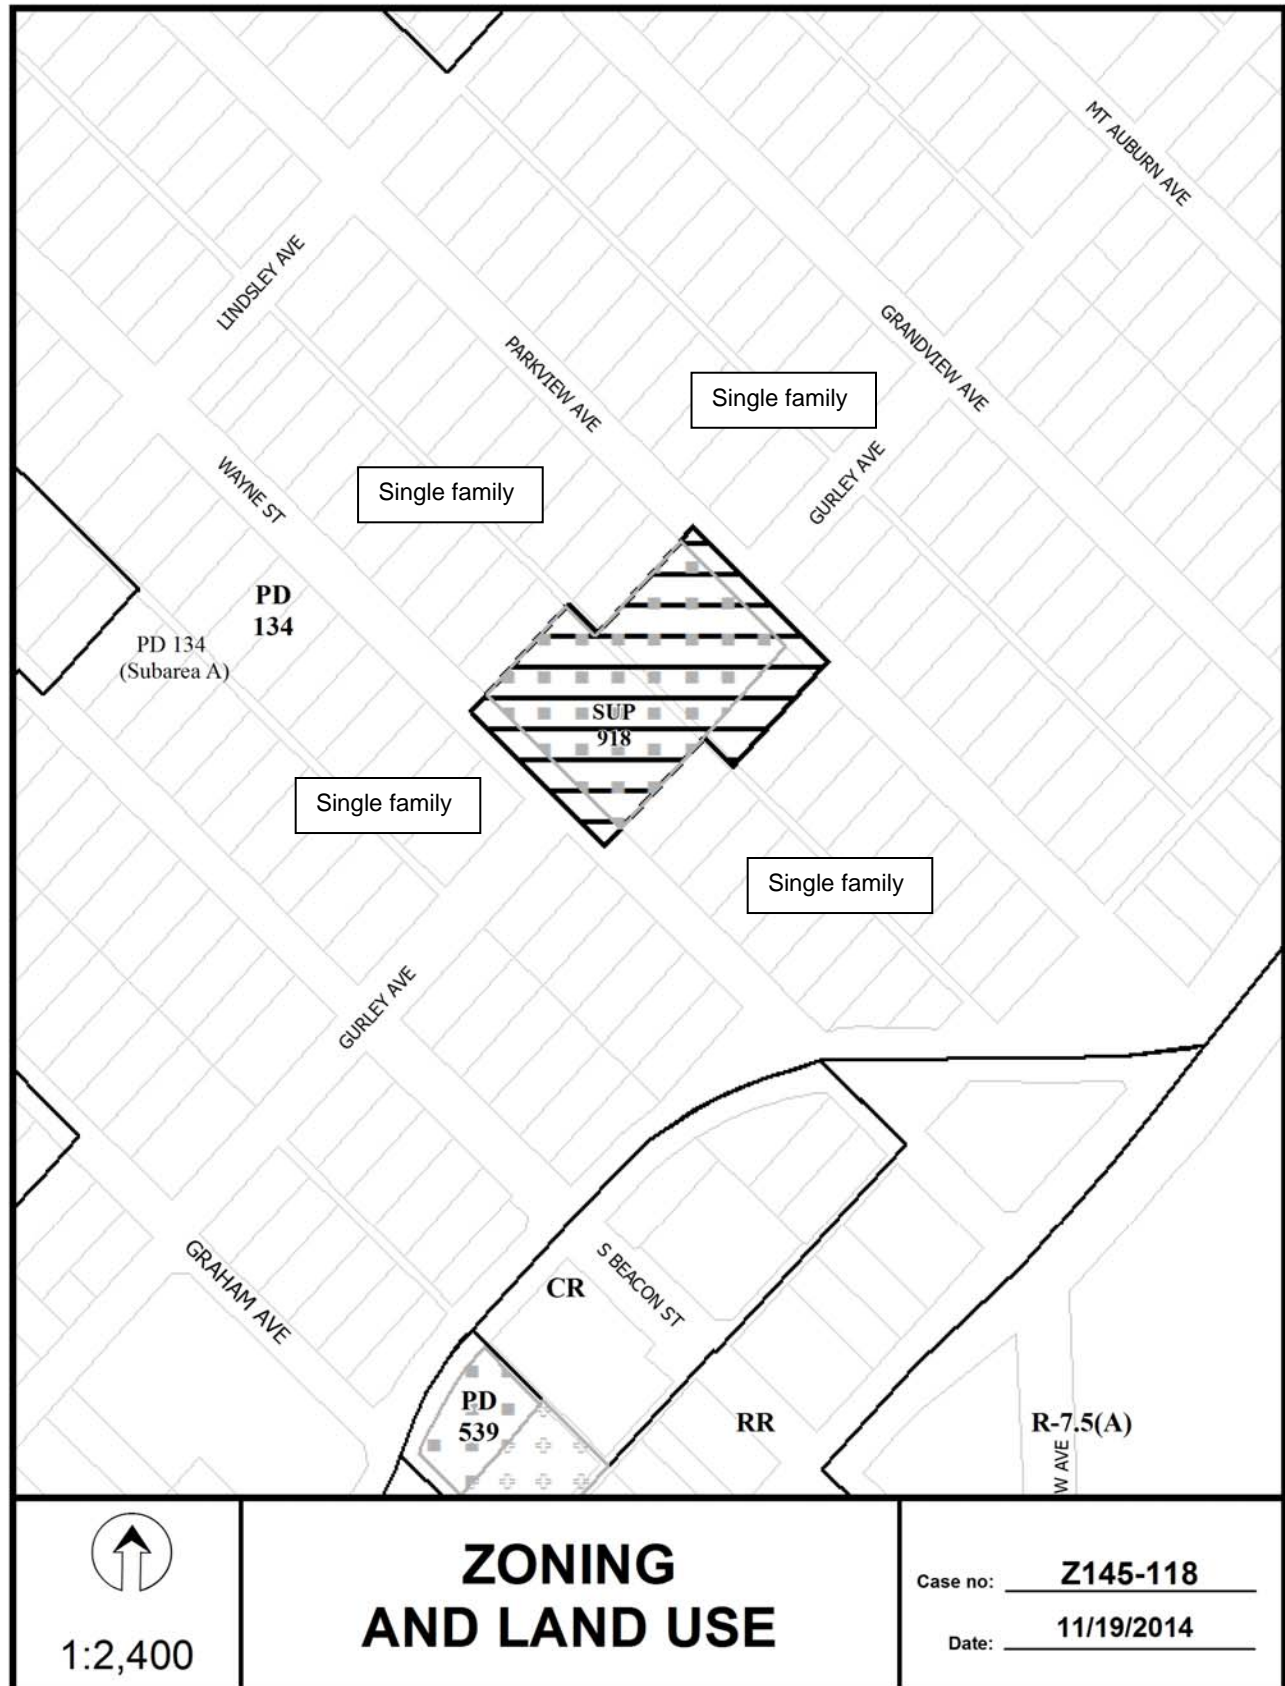 MT AUBURN AVE
LINDSLEY AVE
GRANDVIEW AVE
PARKVIEW AVE
Single family
GURLEY AVE
WAYNE ST
Single family
PD
134
PD 134
(Subarea A)
SUP
918
Single family
Single family
GURLEY AVE
GRAHAM AVE
S BEACON ST
CR
PD
539
RR
R-7.5(A)
W AVE
1:2,400
ZONING
AND LAND USE
Case no: Z145-118
Date: 11/19/2014